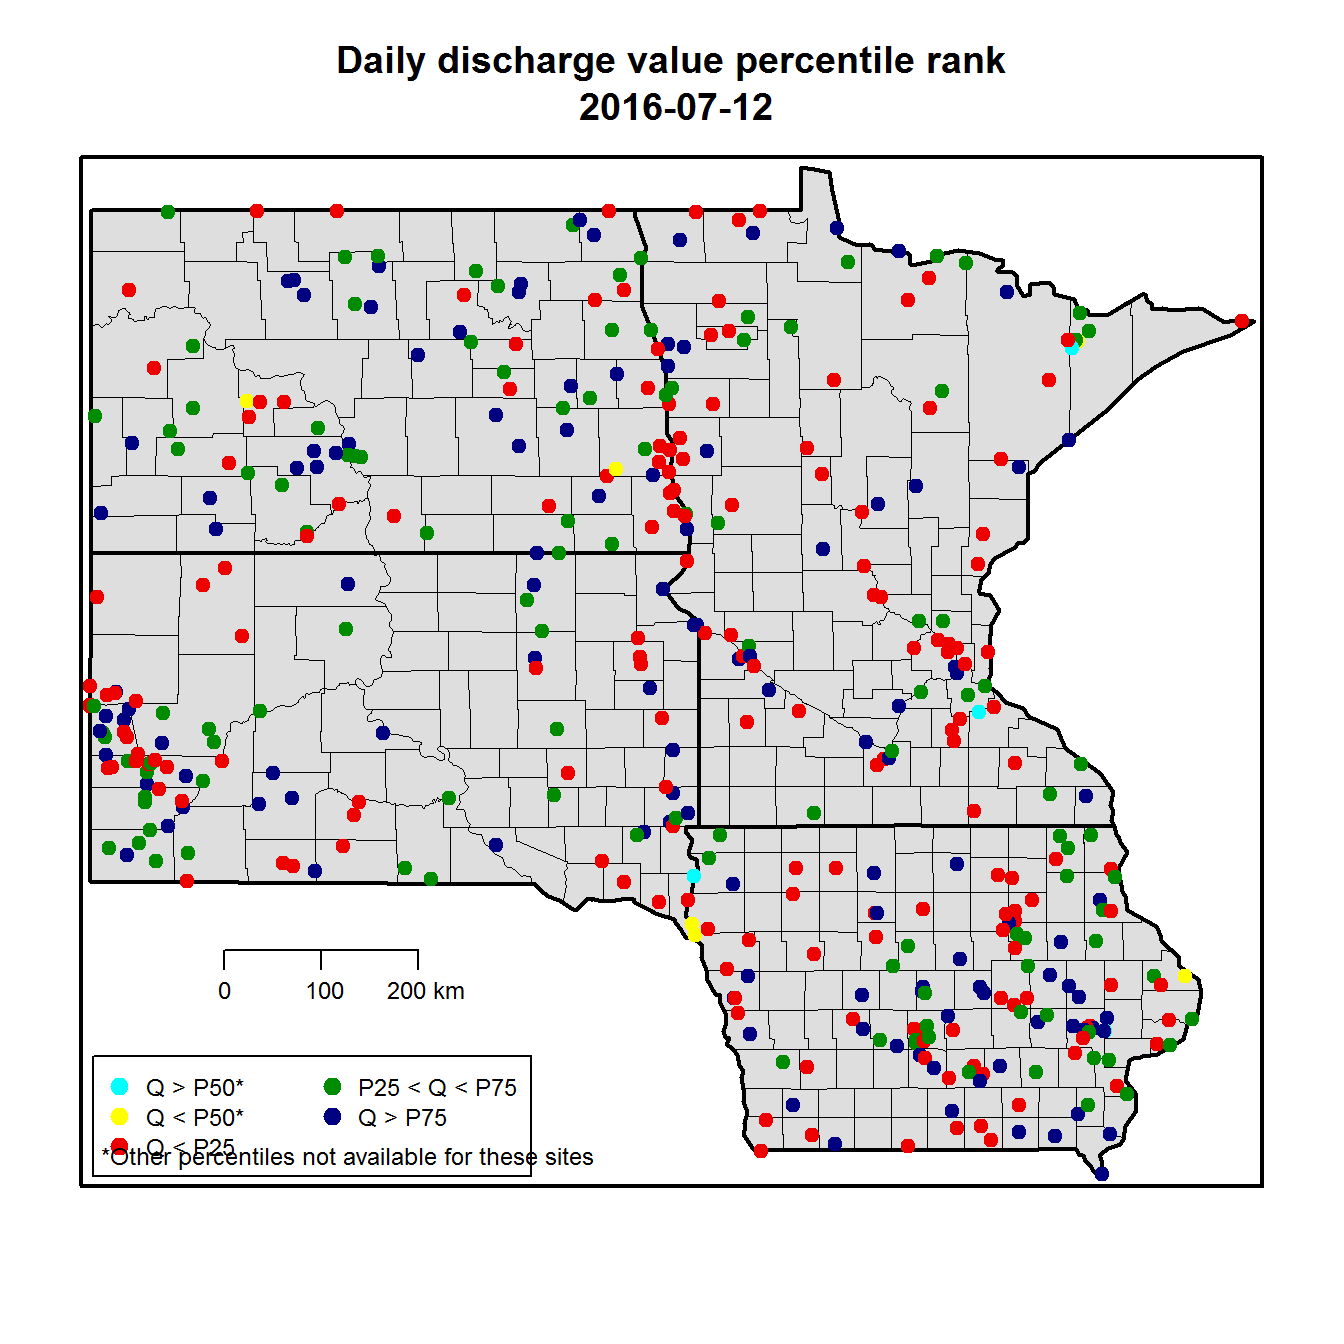 Daily discharge value percentile rank
2016-07-12
0 100 200 km
Q > P50* P25 < Q < P75
Q < P50* Q > P75
Q < P25
*Other percentiles not available for these sites